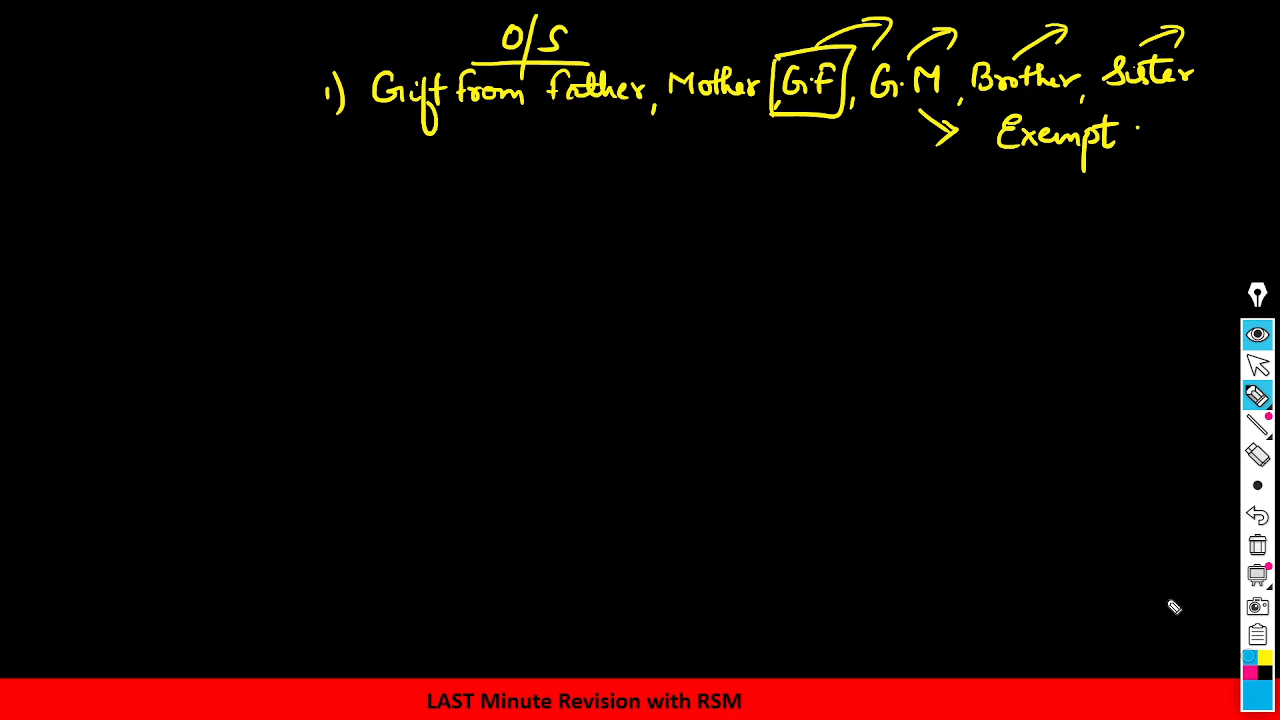 O/S
1) Gift from father, Mother, G.F, G.M, Brother, Sister
Exempt.
LAST Minute Revision with RSM